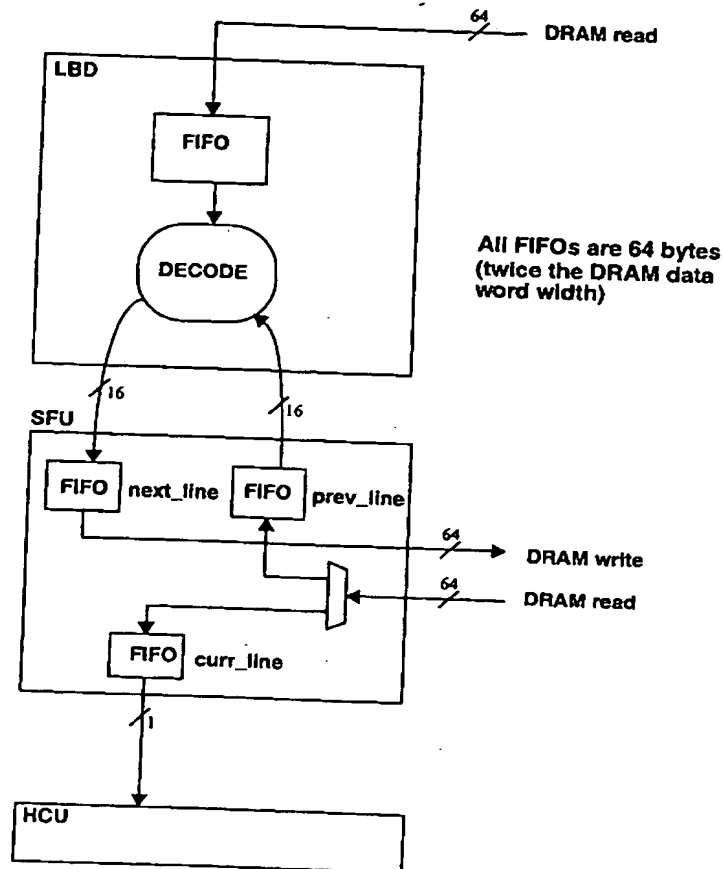 64
DRAM read
LBD
FIFO
DECODE
All FIFOs are 64 bytes
(twice the DRAM data
word width)
16
16
SFU
FIFO
next_line
FIFO
prev_line
64
DRAM write
64
DRAM read
FIFO
curr_line
1
HCU